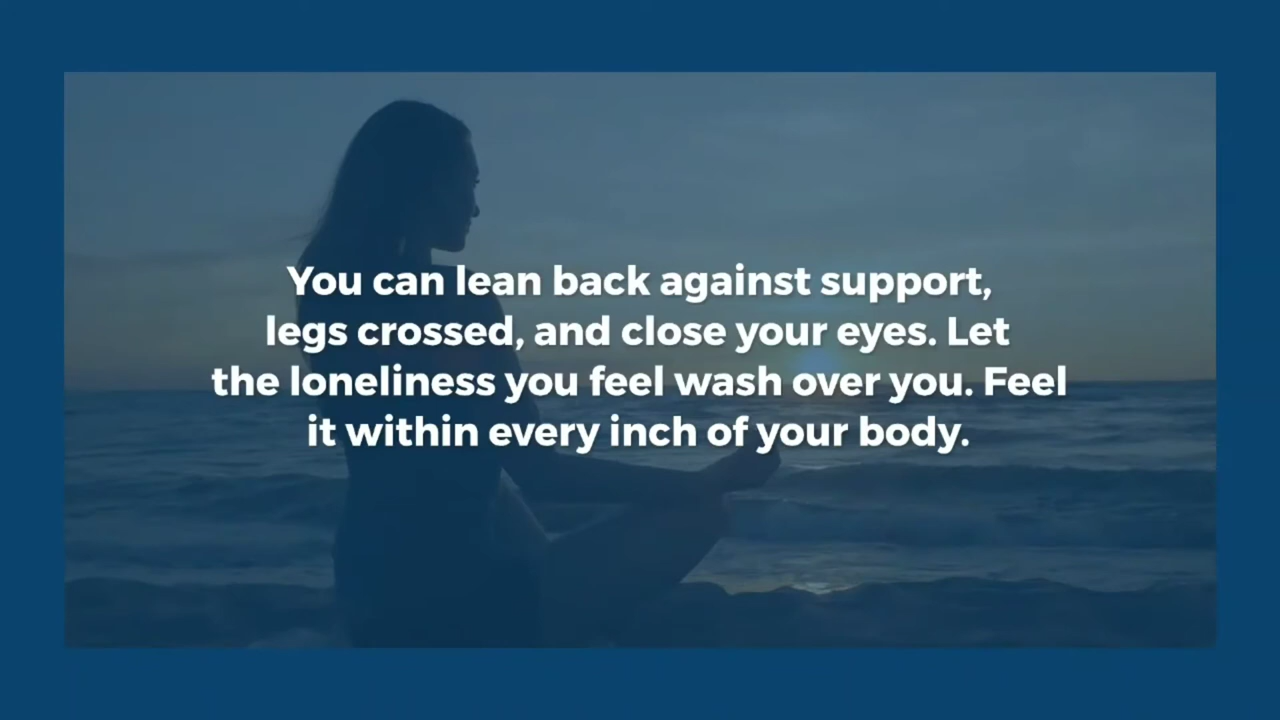 You can lean back against support,
legs crossed, and close your eyes. Let
the loneliness you feel wash over you. Feel
it within every inch of your body.